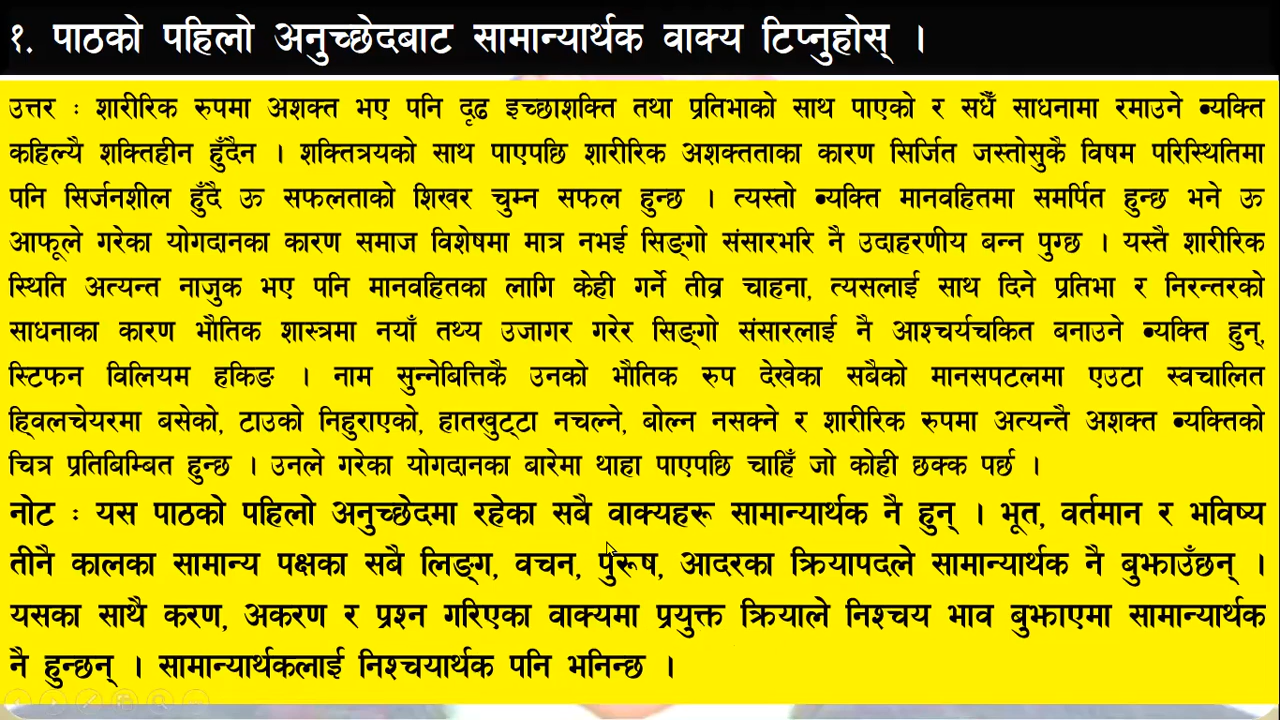 १. पाठको पहिलो अनुच्छेदबाट सामान्यार्थक वाक्य टिप्नुहोस् ।
उत्तर : शारीरिक रुपमा अशक्त भए पनि दृढ इच्छाशक्ति तथा प्रतिभाको साथ पाएको र सधैँ साधनामा रमाउने व्यक्ति
कहिल्यै शक्तिहीन हुँदैन । शक्तित्रयको साथ पाएपछि शारीरिक अशक्तताका कारण सिर्जित जस्तोसुकै विषम परिस्थितिमा
पनि सिर्जनशील हुँदै ऊ सफलताको शिखर चुम्न सफल हुन्छ । त्यस्तो व्यक्ति मानवहितमा समर्पित हुन्छ भने ऊ
आफूले गरेका योगदानका कारण समाज विशेषमा मात्र नभई सिङ्गो संसारभरि नै उदाहरणीय बन्न पुग्छ । यस्तै शारीरिक
स्थिति अत्यन्त नाजुक भए पनि मानवहितका लागि केही गर्ने तीव्र चाहना, त्यसलाई साथ दिने प्रतिभा र निरन्तरको
साधनाका कारण भौतिक शास्त्रमा नयाँ तथ्य उजागर गरेर सिङ्गो संसारलाई नै आश्चर्यचकित बनाउने व्यक्ति हुन्,
स्टिफन विलियम हकिङ । नाम सुन्नेबित्तिकै उनको भौतिक रुप देखेका सबैको मानसपटलमा एउटा स्वचालित
ह्विलचेयरमा बसेको, टाउको निहुराएको, हातखुट्टा नचल्ने, बोल्न नसक्ने र शारीरिक रुपमा अत्यन्तै अशक्त व्यक्तिको
चित्र प्रतिबिम्बित हुन्छ । उनले गरेका योगदानका बारेमा थाहा पाएपछि चाहिँ जो कोही छक्क पर्छ ।
नोट : यस पाठको पहिलो अनुच्छेदमा रहेका सबै वाक्यहरू सामान्यार्थक नै हुन् । भूत, वर्तमान र भविष्य
तीनै कालका सामान्य पक्षका सबै लिङ्ग, वचन, पुरूष, आदरका क्रियापदले सामान्यार्थक नै बुझाउँछन् ।
यसका साथै करण, अकरण र प्रश्न गरिएका वाक्यमा प्रयुक्त क्रियाले निश्चय भाव बुझाएमा सामान्यार्थक
नै हुन्छन् । सामान्यार्थकलाई निश्चयार्थक पनि भनिन्छ ।